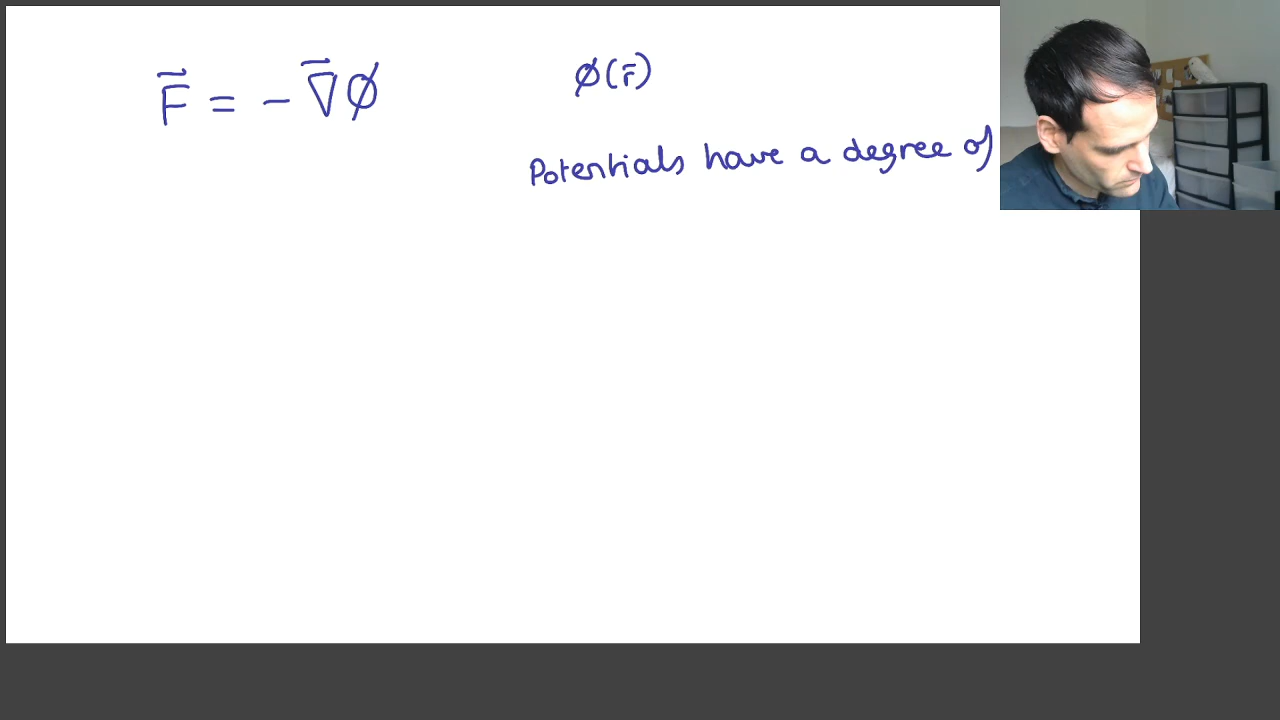 F⃗ = −∇⃗ϕ
ϕ(r̄)
Potentials have a degree of